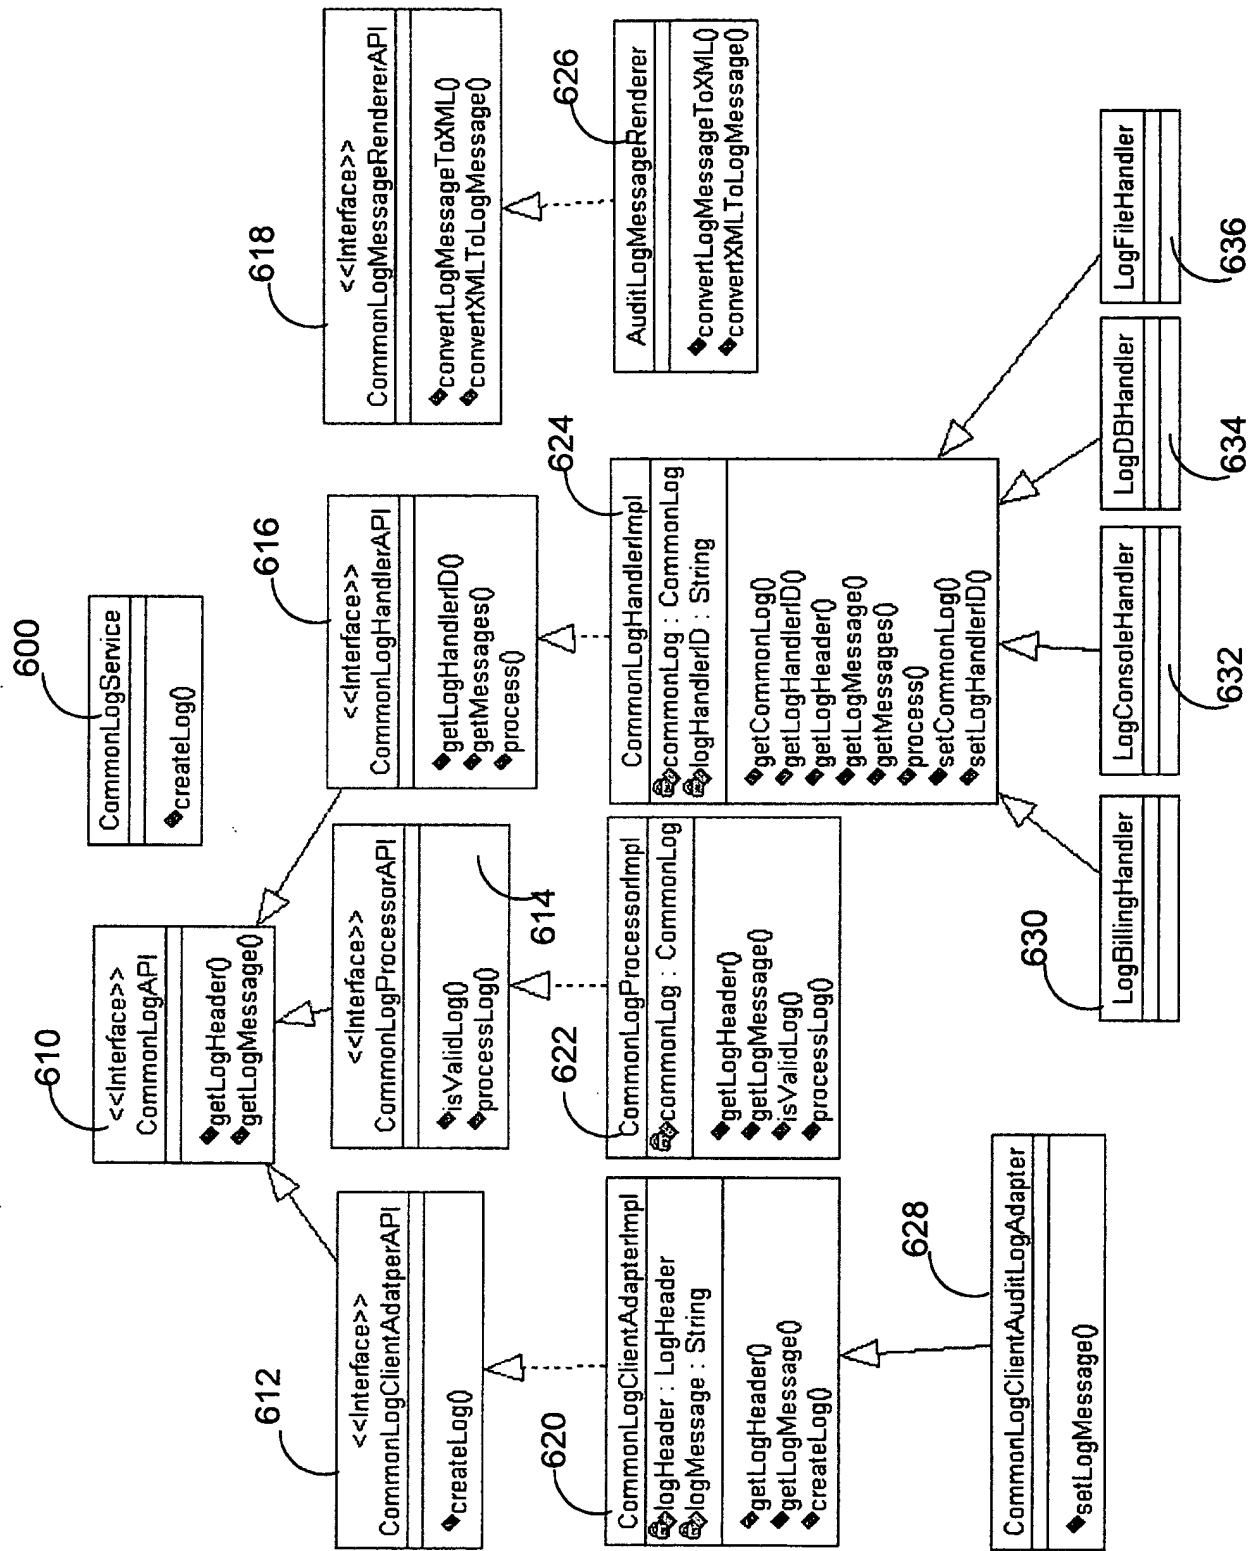 600
CommonLogService
createLog()
610
<<Interface>>
CommonLogAPI
getLogHeader()
getLogMessage()
612
<<Interface>>
CommonLogClientAdatperAPI
createLog()
<<Interface>>
CommonLogProcessorAPI
isValidLog()
processLog()
614
616
<<Interface>>
CommonLogHandlerAPI
getLogHandlerID()
getMessages()
process()
618
<<Interface>>
CommonLogMessageRendererAPI
convertLogMessageToXML()
convertXMLToLogMessage()
620
CommonLogClientAdapterImpl
logHeader : LogHeader
logMessage : String
getLogHeader()
getLogMessage()
createLog()
622
CommonLogProcessorImpl
commonLog : CommonLog
getLogHeader()
getLogMessage()
isValidLog()
processLog()
624
CommonLogHandlerImpl
commonLog : CommonLog
logHandlerID : String
getCommonLog()
getLogHandlerID()
getLogHeader()
getLogMessage()
getMessages()
process()
setCommonLog()
setLogHandlerID()
626
AuditLogMessageRenderer
convertLogMessageToXML()
convertXMLToLogMessage()
628
CommonLogClientAuditLogAdapter
setLogMessage()
630
LogBillingHandler
LogConsoleHandler
632
LogDBHandler
634
LogFileHandler
636